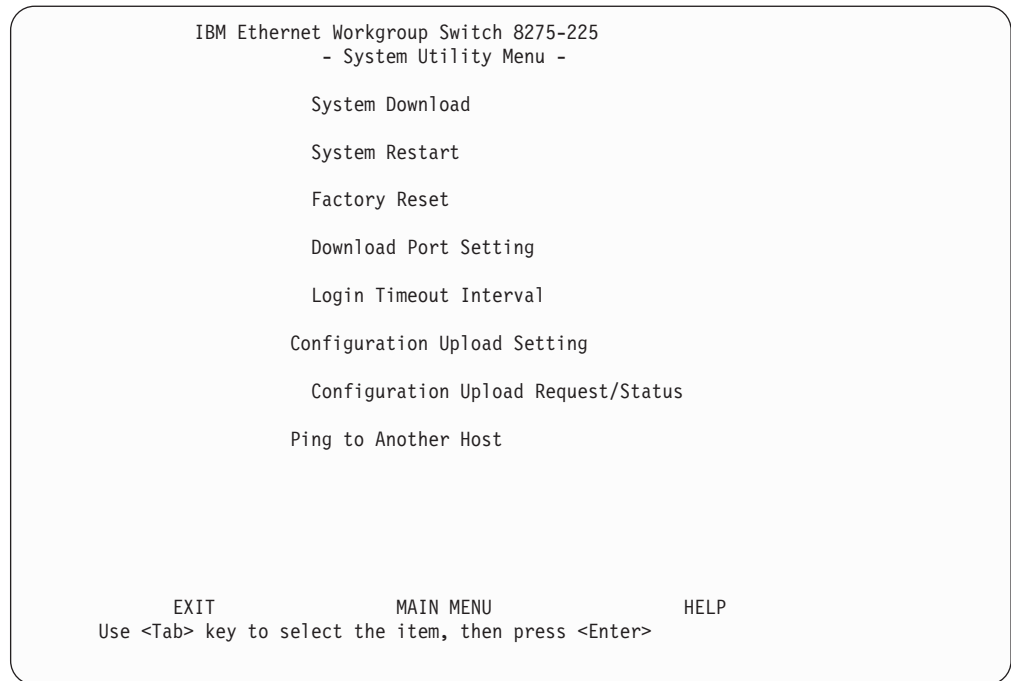 IBM Ethernet Workgroup Switch 8275-225
- System Utility Menu -
System Download
System Restart
Factory Reset
Download Port Setting
Login Timeout Interval
Configuration Upload Setting
Configuration Upload Request/Status
Ping to Another Host
EXIT MAIN MENU HELP
Use <Tab> key to select the item, then press <Enter>